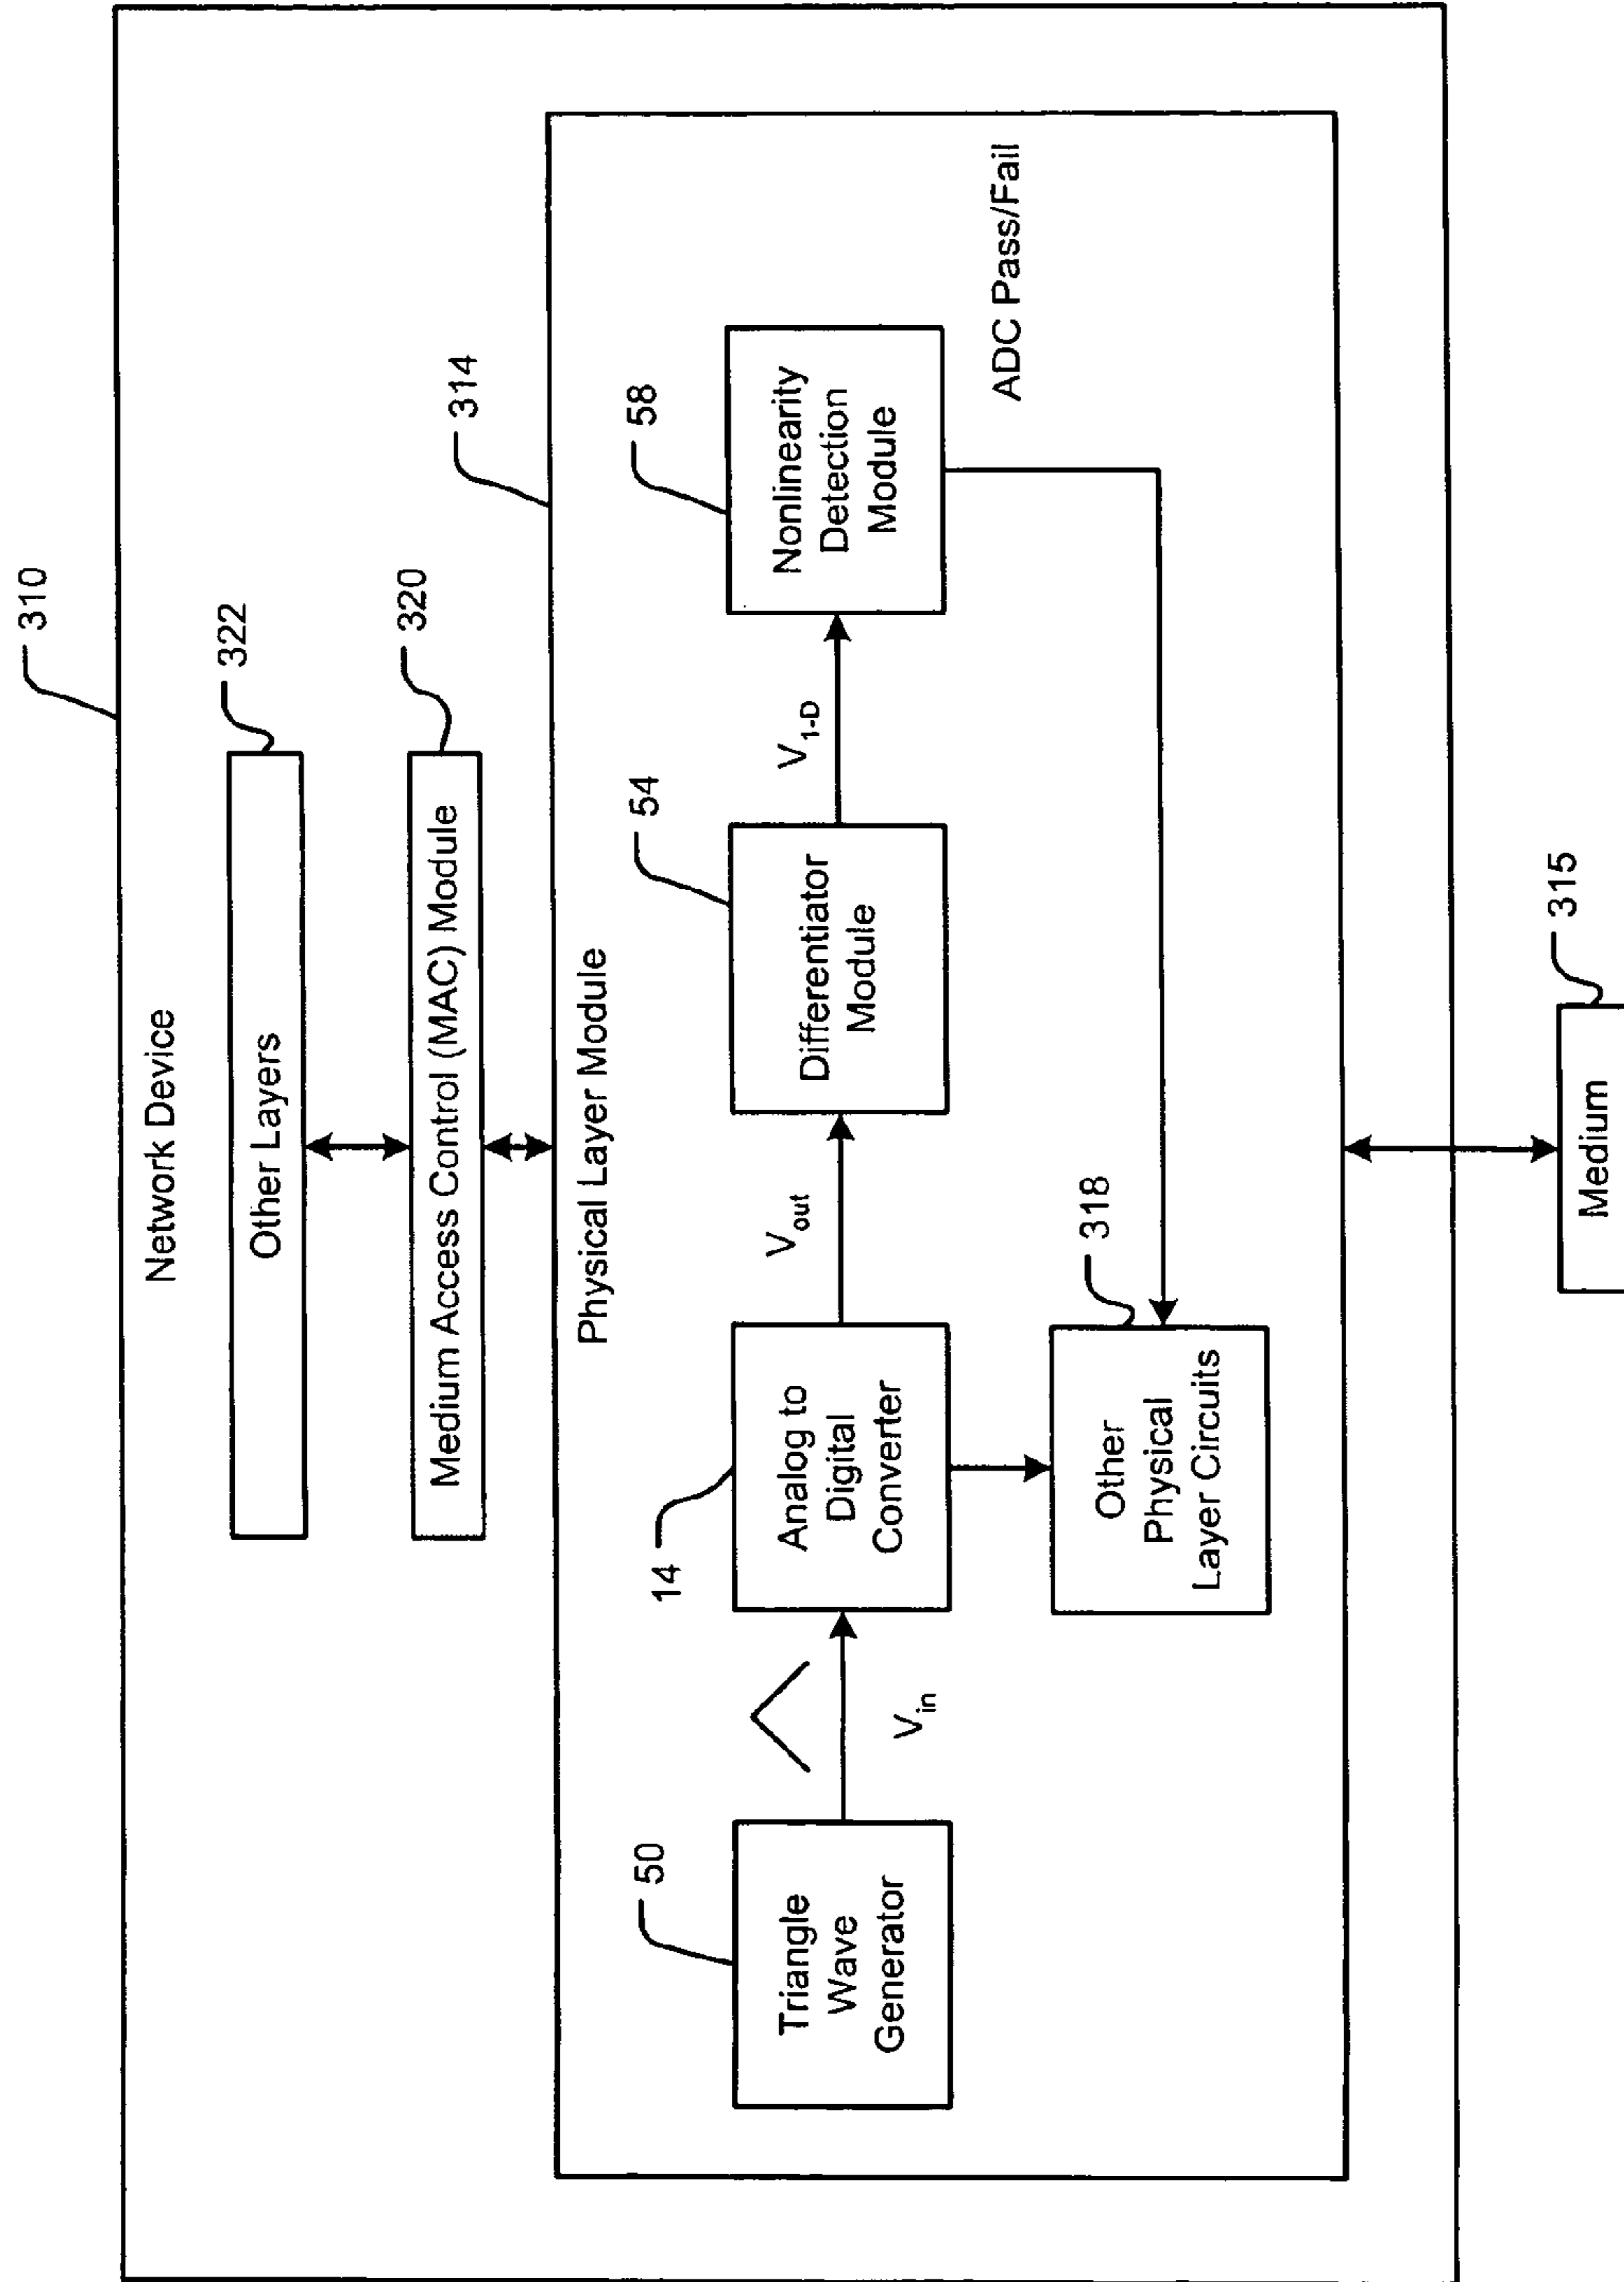 310
Network Device
322
Other Layers
320
Medium Access Control (MAC) Module
314
Physical Layer Module
50
14
54
58
Triangle
Wave
Generator
V_in
Analog to
Digital
Converter
V_out
Differentiator
Module
V_1-D
Nonlinearity
Detection
Module
318
Other
Physical
Layer Circuits
ADC Pass/Fail
315
Medium